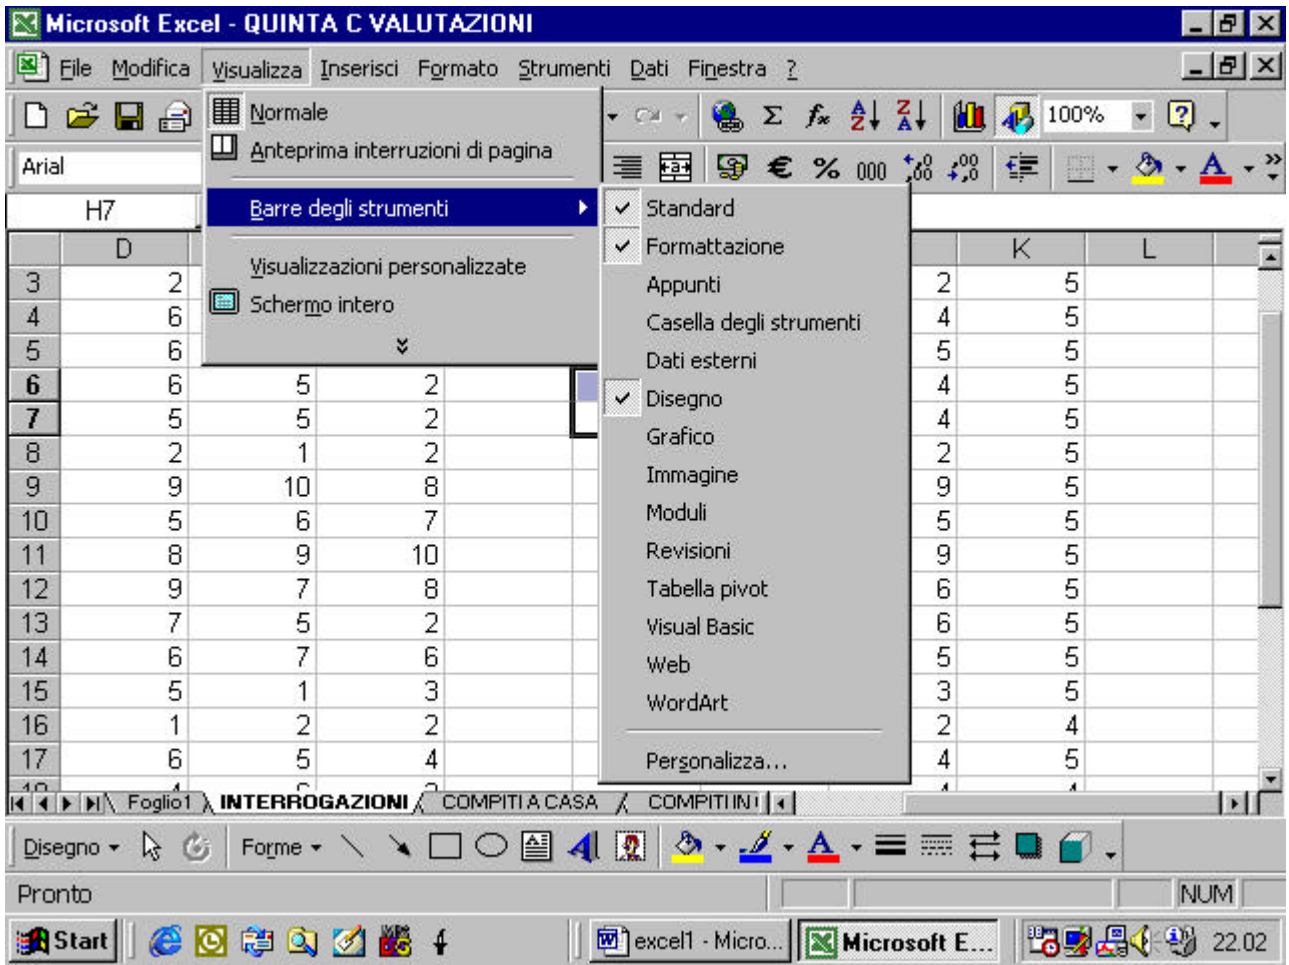 Microsoft Excel - QUINTA C VALUTAZIONI
File Modifica Visualizza Inserisci Formato Strumenti Dati Finestra ?
Normale
Anteprima interruzioni di pagina
Barre degli strumenti
Visualizzazioni personalizzate
Schermo intero
100%
Arial
€ % 000
H7
Standard
Formattazione
Appunti
Casella degli strumenti
Dati esterni
Disegno
Grafico
Immagine
Moduli
Revisioni
Tabella pivot
Visual Basic
Web
WordArt
Personalizza...
D K L
3 2 2 5
4 6 4 5
5 6 5 5
6 6 5 2 4 5
7 5 5 2 4 5
8 2 1 2 2 5
9 9 10 8 9 5
10 5 6 7 5 5
11 8 9 10 9 5
12 9 7 8 6 5
13 7 5 2 6 5
14 6 7 6 5 5
15 5 1 3 3 5
16 1 2 2 2 4
17 6 5 4 4 5
Foglio1 INTERROGAZIONI COMPITI A CASA COMPITI IN
Disegno Forme
Pronto NUM
Start excel1 - Micro... Microsoft E... 22.02